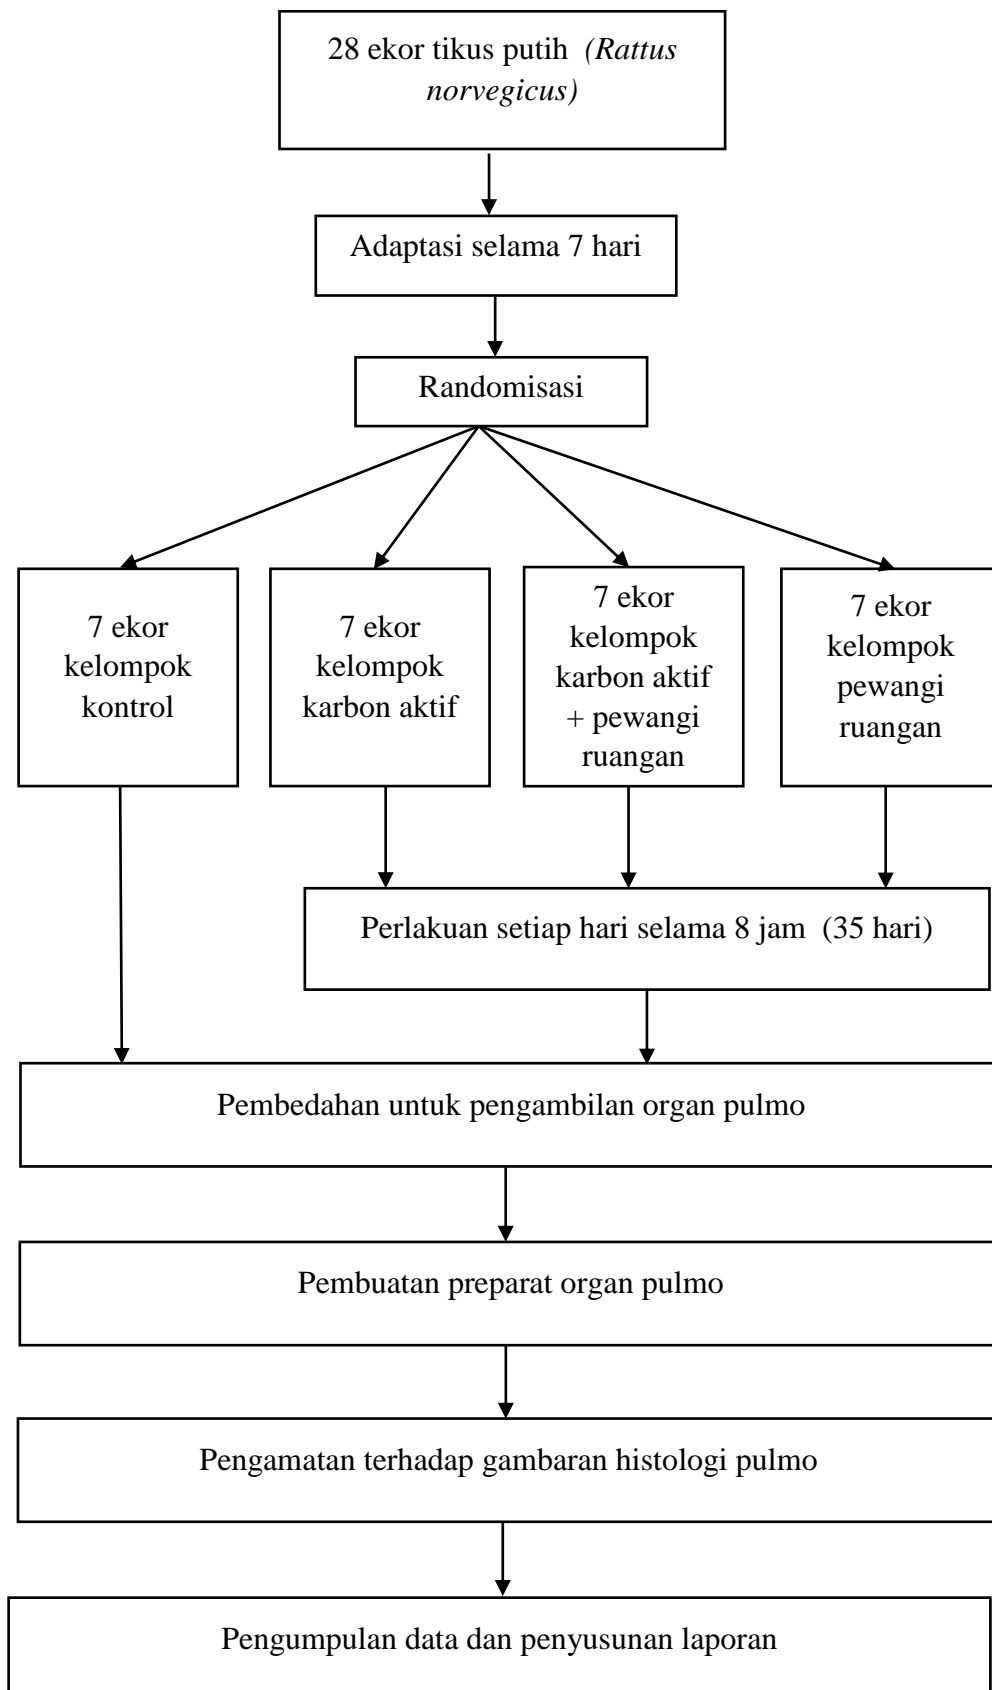 28 ekor tikus putih (Rattus
norvegicus)
Adaptasi selama 7 hari
Randomisasi
7 ekor
kelompok
kontrol
7 ekor
kelompok
karbon aktif
7 ekor
kelompok
karbon aktif
+ pewangi
ruangan
7 ekor
kelompok
pewangi
ruangan
Perlakuan setiap hari selama 8 jam (35 hari)
Pembedahan untuk pengambilan organ pulmo
Pembuatan preparat organ pulmo
Pengamatan terhadap gambaran histologi pulmo
Pengumpulan data dan penyusunan laporan